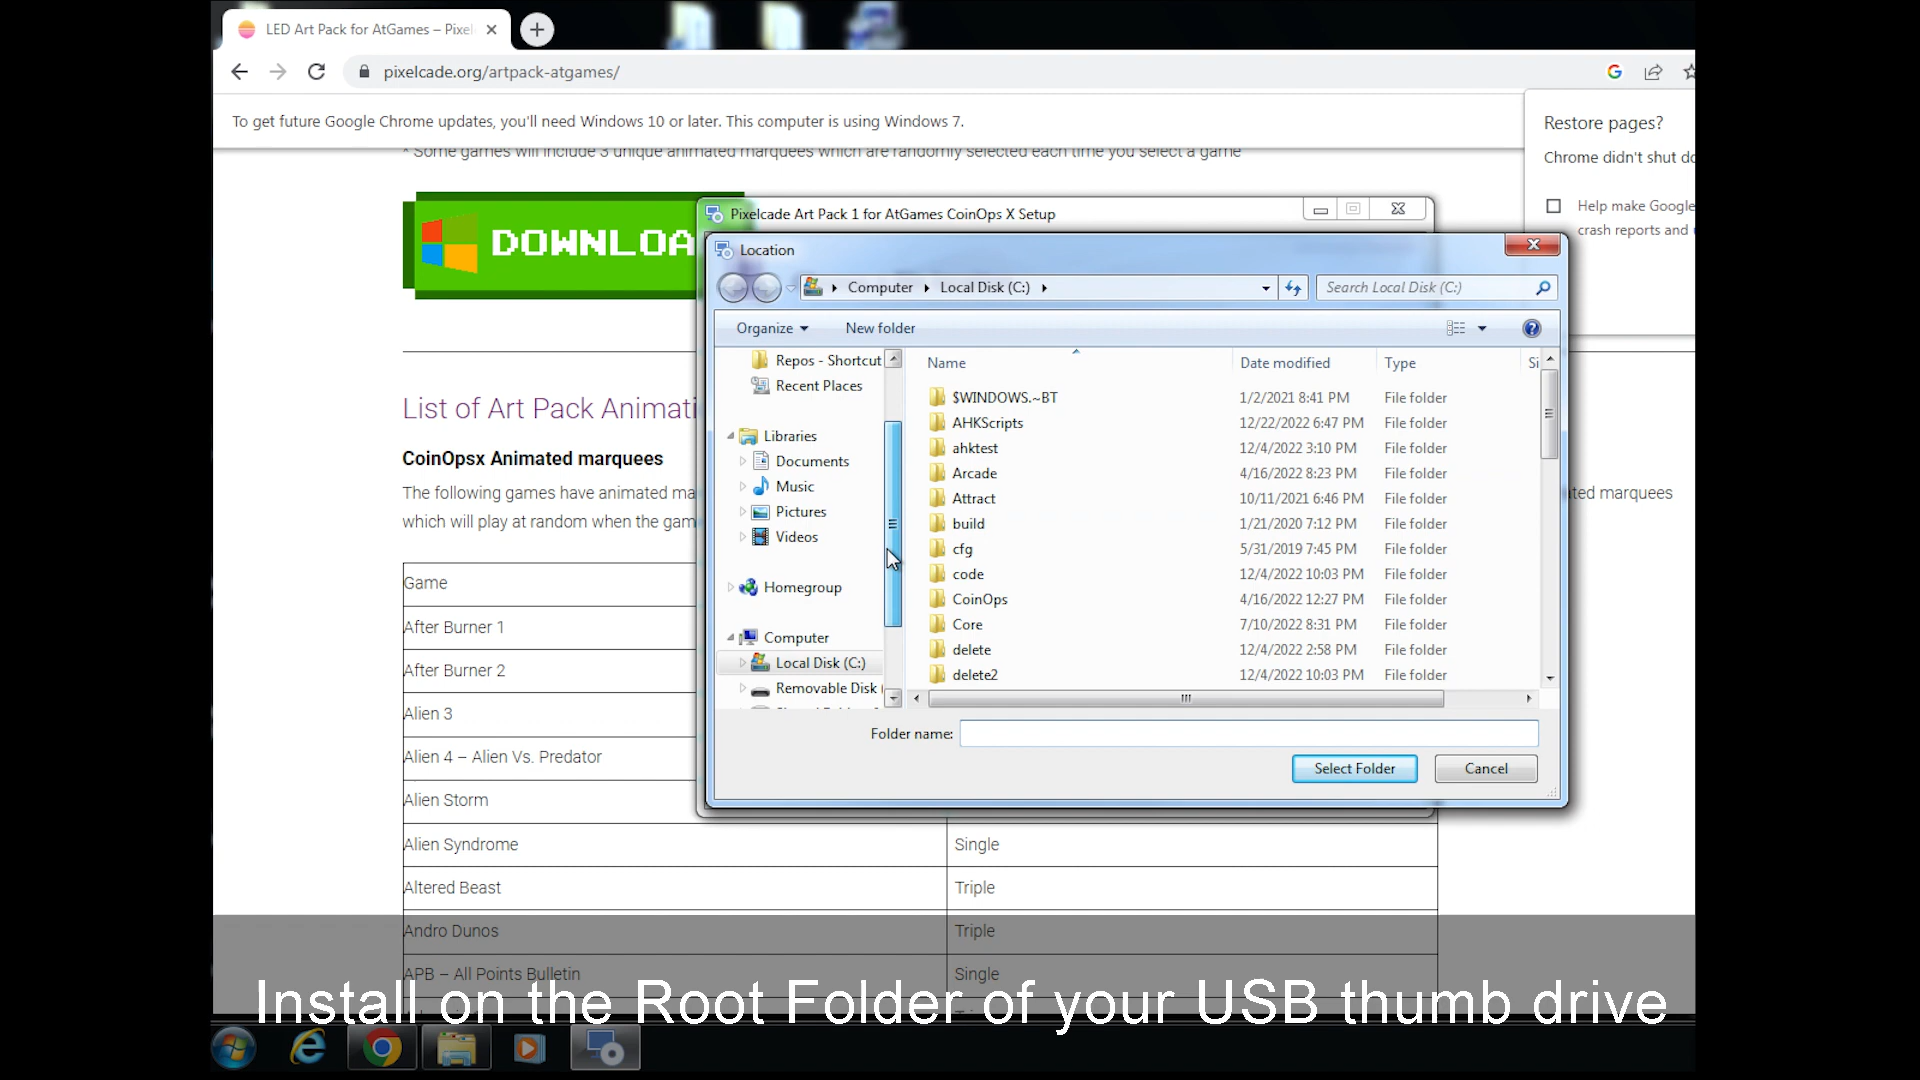 LED Art Pack for AtGames – Pixel
pixelcade.org/artpack-atgames/
To get future Google Chrome updates, you'll need Windows 10 or later. This computer is using Windows 7.
Restore pages?
Chrome didn't shut do
Help make Google
crash reports and u
* Some games will include 3 unique animated marquees which are randomly selected each time you select a game
DOWNLOA
Pixelcade Art Pack 1 for AtGames CoinOps X Setup
Location
Computer
Local Disk (C:)
Search Local Disk (C:)
Organize
New folder
Repos - Shortcut
Recent Places
Libraries
Documents
Music
Pictures
Videos
Homegroup
Computer
Local Disk (C:)
Removable Disk (
Name Date modified Type Si
$WINDOWS.~BT 1/2/2021 8:41 PM File folder
AHKScripts 12/22/2022 6:47 PM File folder
ahktest 12/4/2022 3:10 PM File folder
Arcade 4/16/2022 8:23 PM File folder
Attract 10/11/2021 6:46 PM File folder
build 1/21/2020 7:12 PM File folder
cfg 5/31/2019 7:45 PM File folder
code 12/4/2022 10:03 PM File folder
CoinOps 4/16/2022 12:27 PM File folder
Core 7/10/2022 8:31 PM File folder
delete 12/4/2022 2:58 PM File folder
delete2 12/4/2022 10:03 PM File folder
Folder name:
Select Folder
Cancel
List of Art Pack Animati
CoinOpsx Animated marquees
The following games have animated ma
ted marquees
which will play at random when the gam
Game
After Burner 1
After Burner 2
Alien 3
Alien 4 – Alien Vs. Predator
Alien Storm
Alien Syndrome Single
Altered Beast Triple
Andro Dunos Triple
APB – All Points Bulletin Single
Install on the Root Folder of your USB thumb drive